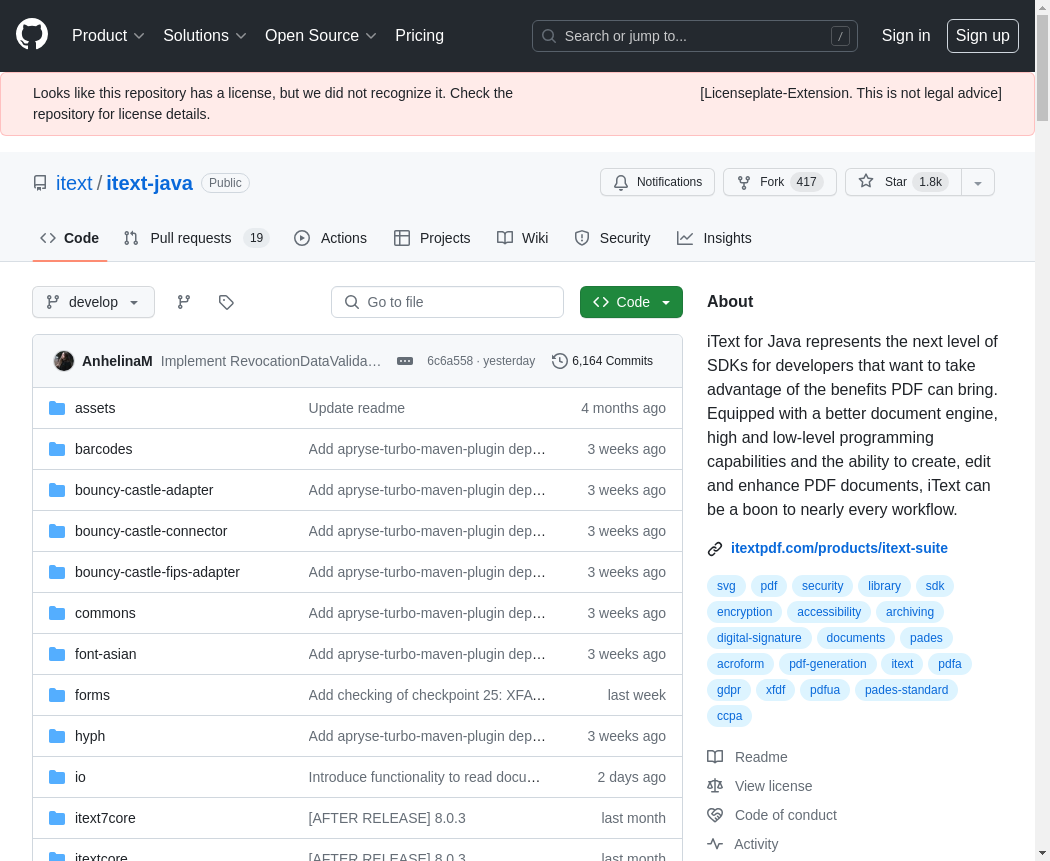 Product Solutions Open Source Pricing Search or jump to... / Sign in Sign up
Looks like this repository has a license, but we did not recognize it. Check the
repository for license details.
[Licenseplate-Extension. This is not legal advice]
itext / itext-java Public Notifications Fork 417 Star 1.8k
Code Pull requests 19 Actions Projects Wiki Security Insights
develop Go to file Code
AnhelinaM Implement RevocationDataValida… 6c6a558 · yesterday 6,164 Commits
assets Update readme 4 months ago
barcodes Add apryse-turbo-maven-plugin dep… 3 weeks ago
bouncy-castle-adapter Add apryse-turbo-maven-plugin dep… 3 weeks ago
bouncy-castle-connector Add apryse-turbo-maven-plugin dep… 3 weeks ago
bouncy-castle-fips-adapter Add apryse-turbo-maven-plugin dep… 3 weeks ago
commons Add apryse-turbo-maven-plugin dep… 3 weeks ago
font-asian Add apryse-turbo-maven-plugin dep… 3 weeks ago
forms Add checking of checkpoint 25: XFA… last week
hyph Add apryse-turbo-maven-plugin dep… 3 weeks ago
io Introduce functionality to read docu… 2 days ago
itext7core [AFTER RELEASE] 8.0.3 last month
itextcore [AFTER RELEASE] 8.0.3 last month
About
iText for Java represents the next level of
SDKs for developers that want to take
advantage of the benefits PDF can bring.
Equipped with a better document engine,
high and low-level programming
capabilities and the ability to create, edit
and enhance PDF documents, iText can
be a boon to nearly every workflow.
itextpdf.com/products/itext-suite
svg pdf security library sdk
encryption accessibility archiving
digital-signature documents pades
acroform pdf-generation itext pdfa
gdpr xfdf pdfua pades-standard
ccpa
Readme
View license
Code of conduct
Activity